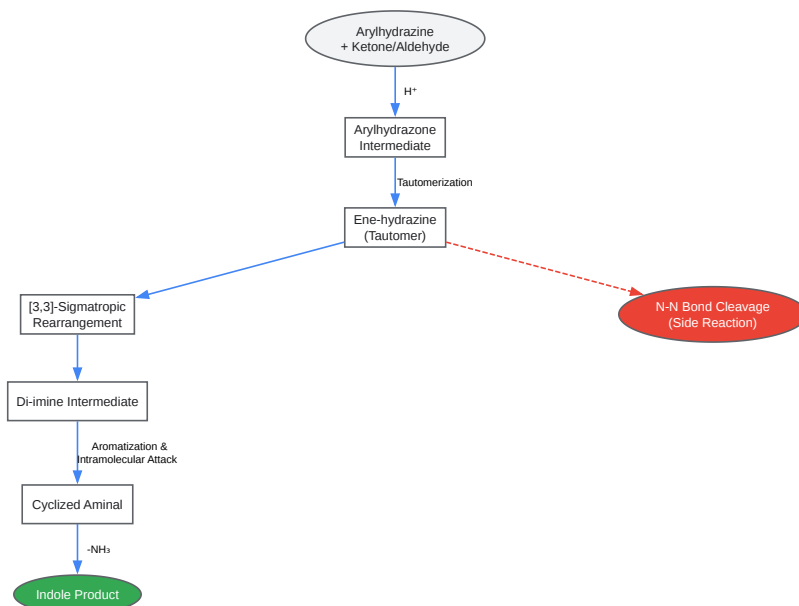 Arylhydrazine
+ Ketone/Aldehyde
H⁺
Arylhydrazone
Intermediate
Tautomerization
Ene-hydrazine
(Tautomer)
[3,3]-Sigmatropic
Rearrangement
N-N Bond Cleavage
(Side Reaction)
Di-imine Intermediate
Aromatization &
Intramolecular Attack
Cyclized Aminal
-NH₃
Indole Product